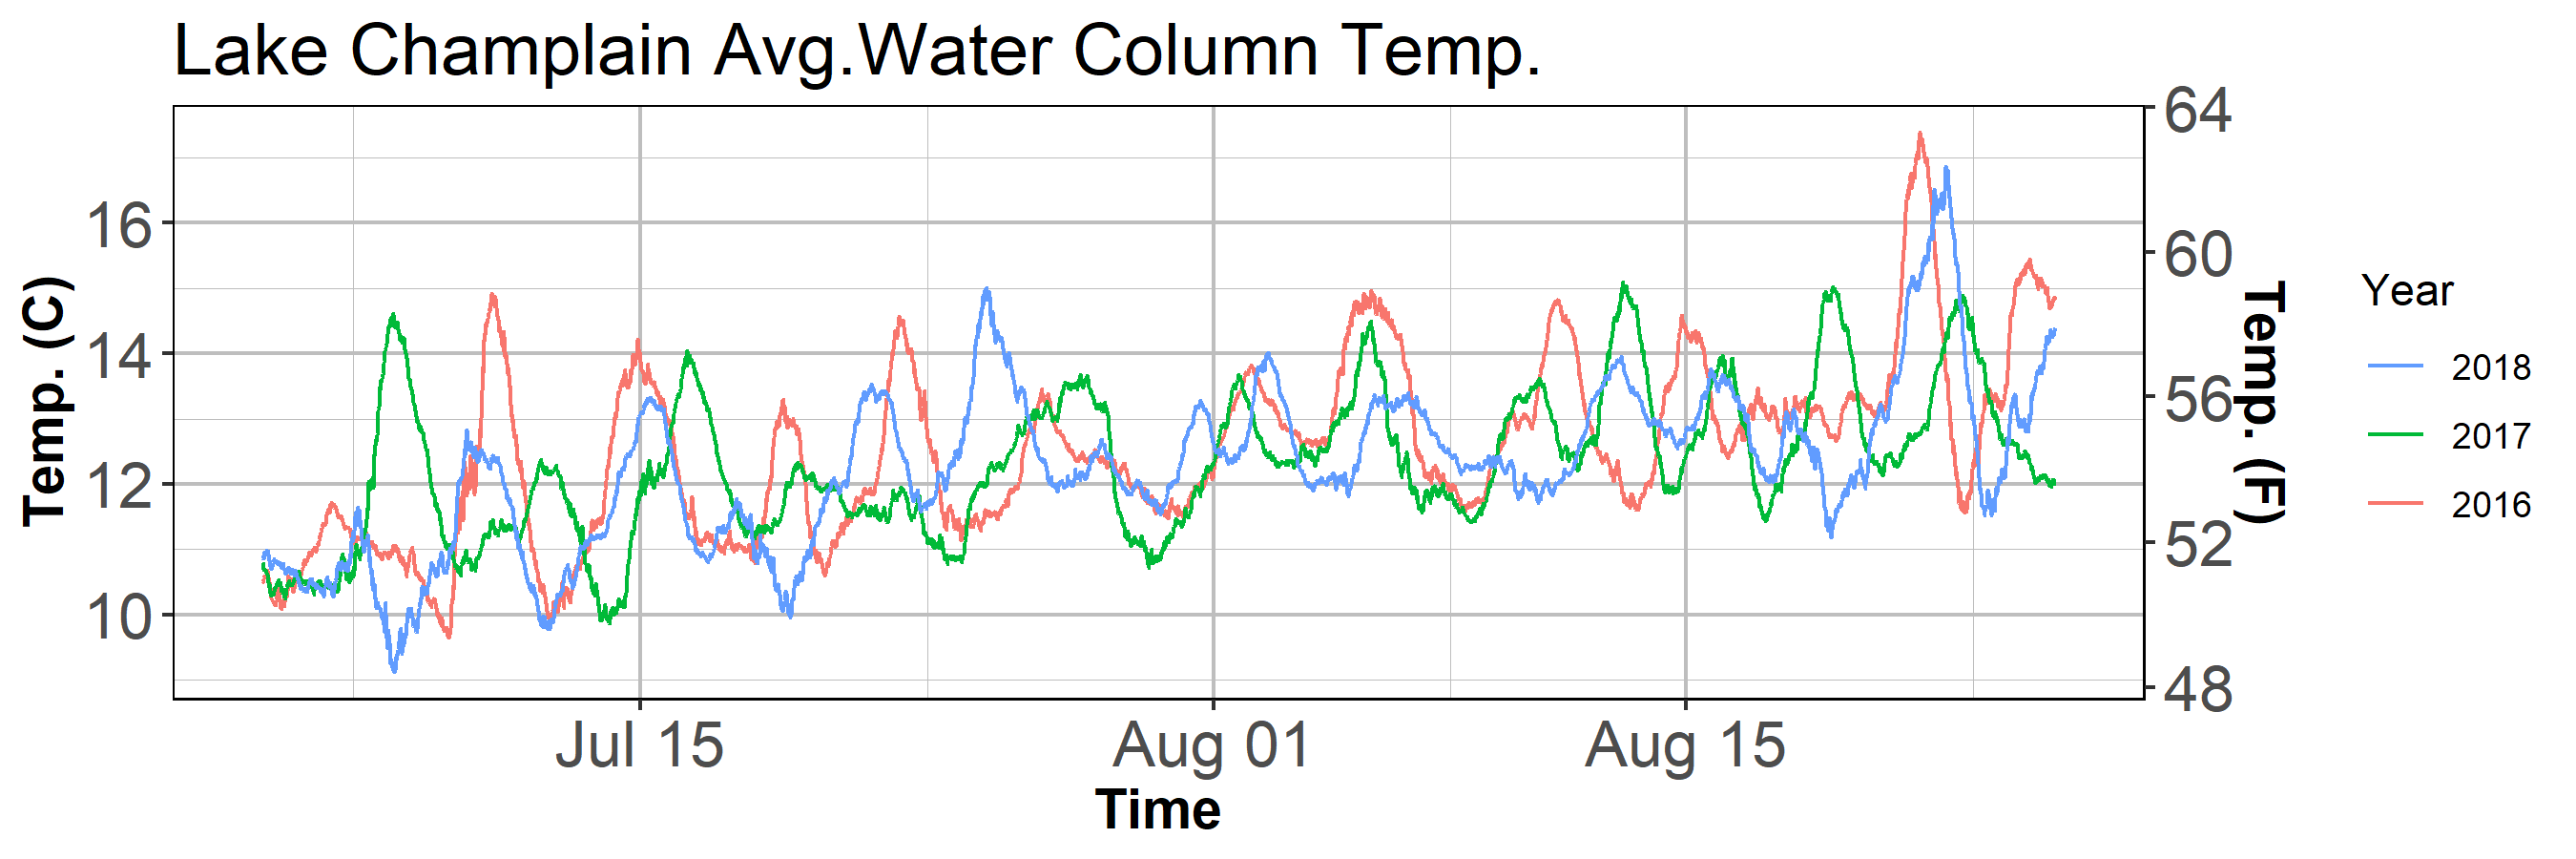 Lake Champlain Avg.Water Column Temp.
Temp. (C)
16
14
12
10
64
60
56
52
48
Temp. (F)
Jul 15
Aug 01
Aug 15
Time
Year
2018
2017
2016